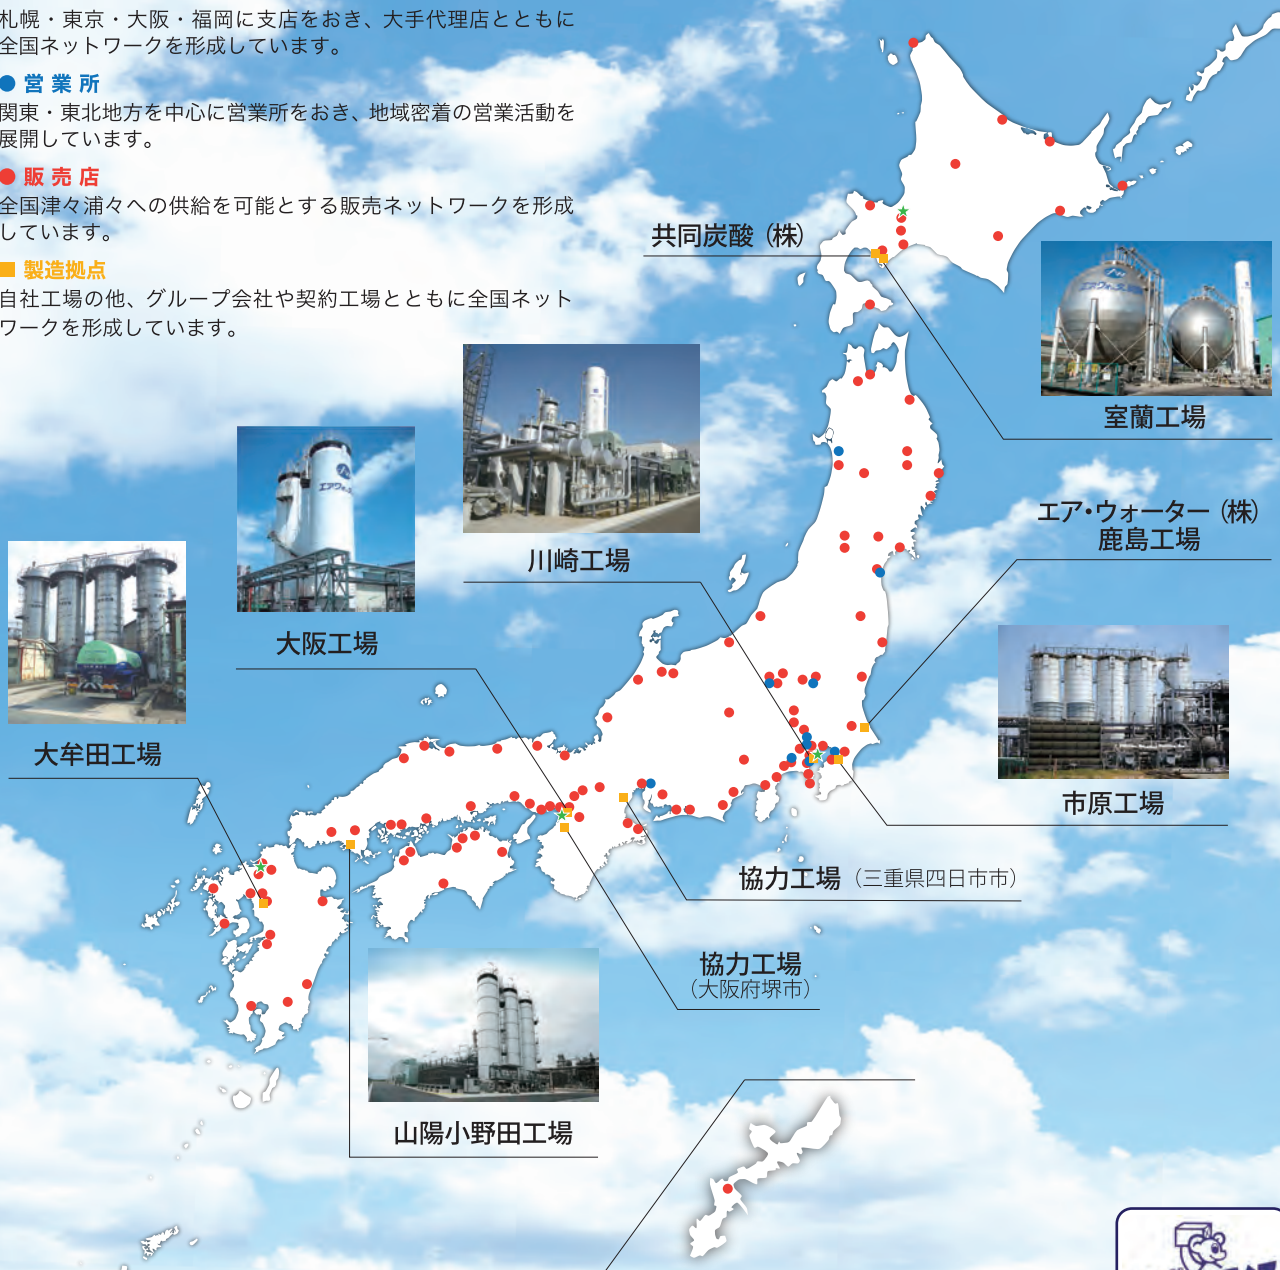 札幌・東京・大阪・福岡に支店をおき、大手代理店とともに
全国ネットワークを形成しています。
● 営業所
関東・東北地方を中心に営業所をおき、地域密着の営業活動を
展開しています。
● 販売店
全国津々浦々への供給を可能とする販売ネットワークを形成
しています。
■ 製造拠点
自社工場の他、グループ会社や契約工場とともに全国ネット
ワークを形成しています。
共同炭酸（株）
室蘭工場
エア・ウォーター（株）
鹿島工場
川崎工場
大阪工場
大牟田工場
市原工場
協力工場（三重県四日市市）
協力工場
（大阪府堺市）
山陽小野田工場